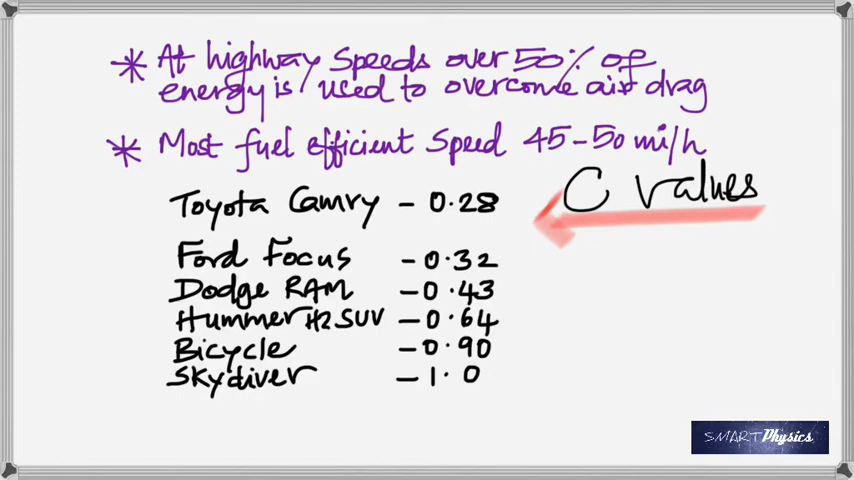 * At highway speeds over 50% of
energy is used to overcome air drag
* Most fuel efficient Speed 45-50 mi/h
C values
Toyota Camry - 0.28
Ford Focus - 0.32
Dodge RAM - 0.43
Hummer H2 SUV - 0.64
Bicycle - 0.90
Skydiver - 1.0
SMART Physics